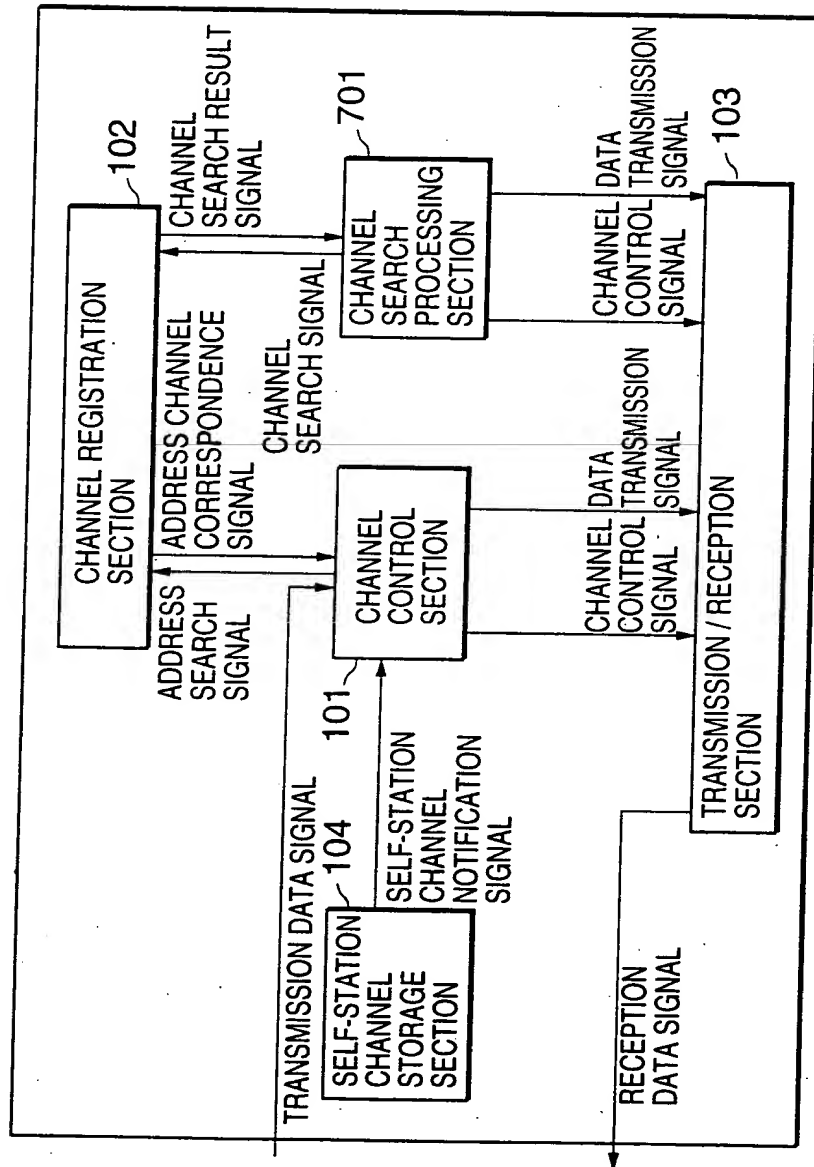 102
CHANNEL REGISTRATION
SECTION
ADDRESS
SEARCH
SIGNAL
ADDRESS CHANNEL
CORRESPONDENCE
SIGNAL
CHANNEL
SEARCH SIGNAL
CHANNEL
SEARCH RESULT
SIGNAL
TRANSMISSION DATA SIGNAL
104
SELF-STATION
CHANNEL
STORAGE
SECTION
SELF-STATION
CHANNEL
NOTIFICATION
SIGNAL
101
CHANNEL
CONTROL
SECTION
701
CHANNEL
SEARCH
PROCESSING
SECTION
CHANNEL
CONTROL
SIGNAL
DATA
TRANSMISSION
SIGNAL
CHANNEL
CONTROL
SIGNAL
DATA
TRANSMISSION
SIGNAL
103
RECEPTION
DATA SIGNAL
TRANSMISSION / RECEPTION
SECTION